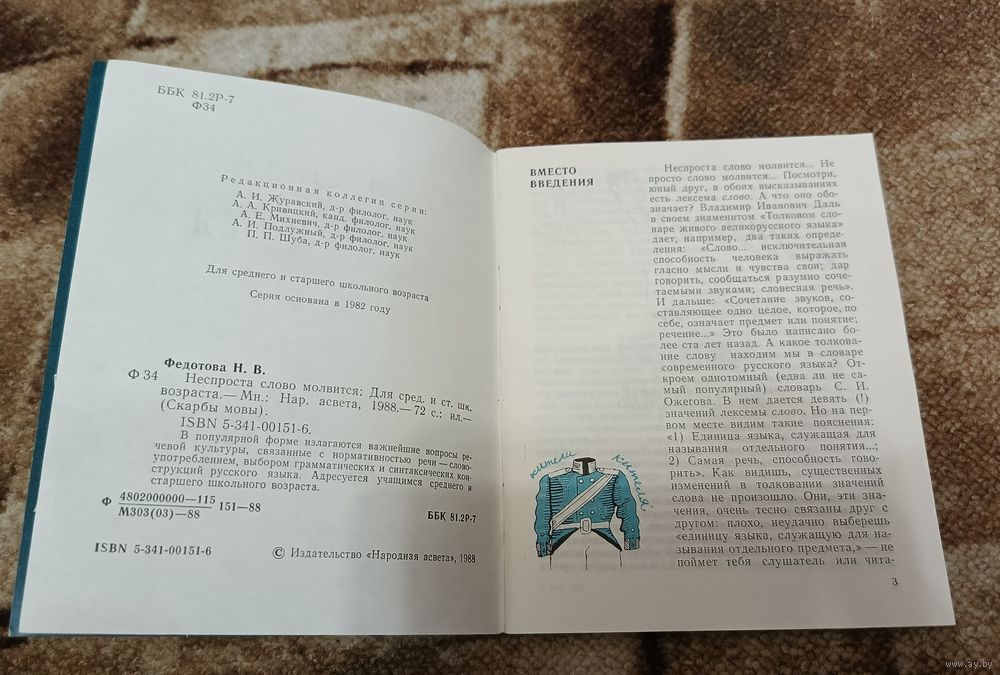 ББК 81.2Р-7
Ф34
Редакционная коллегия серии:
А. И. Журавский, д-р филолог. наук
А. А. Кривицкий, канд. филолог. наук
А. Е. Михневич, д-р филолог. наук
А. И. Подлужный, д-р филолог. наук
П. П. Шуба, д-р филолог. наук
Для среднего и старшего школьного возраста
Серия основана в 1982 году
Федотова Н. В.
Ф 34 Неспроста слово молвится: Для сред. и ст. шк.
возраста.— Мн.: Нар. асвета, 1988.— 72 с.: ил.—
(Скарбы мовы).
ISBN 5-341-00151-6.
В популярной форме излагаются важнейшие вопросы ре-
чевой культуры, связанные с нормативностью речи — слово-
употреблением, выбором грамматических и синтаксических кон-
струкций русского языка. Адресуется учащимся среднего и
старшего школьного возраста.
Ф 4802000000—115 151—88
М303(03)—88
ББК 81.2Р-7
ISBN 5-341-00151-6
© Издательство «Народная асвета», 1988
ВМЕСТО
ВВЕДЕНИЯ
Неспроста слово молвится... Не
просто слово молвится... Посмотри,
юный друг, в обоих высказываниях
есть лексема слово. А что оно обо-
значает? Владимир Иванович Даль
в своем знаменитом «Толковом сло-
варе живого великорусского языка»
дает, например, два таких опреде-
ления: «Слово... исключительная
способность человека выражать
гласно мысли и чувства свои; дар
говорить, сообщаться разумно соче-
таемыми звуками; словесная речь».
И дальше: «Сочетание звуков, со-
ставляющее одно целое, которое, по
себе, означает предмет или понятие;
речение...» Это было написано бо-
лее ста лет назад. А какое толкова-
ние слову находим мы в словаре
современного русского языка? От-
кроем однотомный (едва ли не са-
мый популярный) словарь С. И.
Ожегова. В нем дается девять (!)
значений лексемы слово. Но на пер-
вом месте видим такие пояснения:
«1) Единица языка, служащая для
называния отдельного понятия...;
2) Самая речь, способность гово-
рить». Как видишь, существенных
изменений в толковании значений
слова не произошло. Они, эти зна-
чения, очень тесно связаны друг с
другом: плохо, неудачно выберешь
«единицу языка, служащую для на-
зывания отдельного предмета,» — не
поймет тебя слушатель или чита-
кители кителя
3
www.ay.by